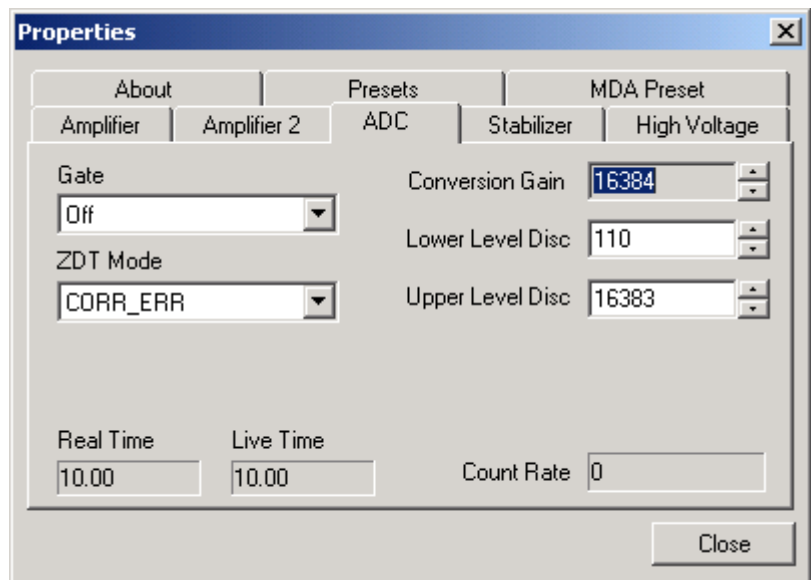 Properties
About Presets MDA Preset
Amplifier Amplifier 2 ADC Stabilizer High Voltage
Gate
Off
ZDT Mode
CORR_ERR
Conversion Gain 16384
Lower Level Disc 110
Upper Level Disc 16383
Real Time Live Time
10.00 10.00
Count Rate 0
Close